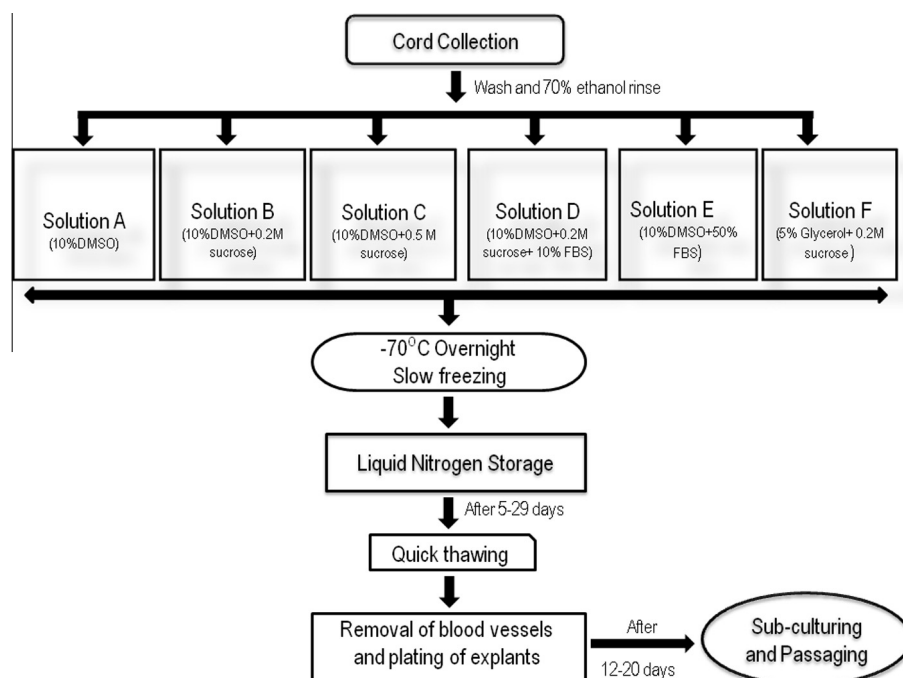 Cord Collection
Wash and 70% ethanol rinse
Solution A
(10%DMSO)
Solution B
(10%DMSO+0.2M
sucrose)
Solution C
(10%DMSO+0.5 M
sucrose)
Solution D
(10%DMSO+0.2M
sucrose+ 10% FBS)
Solution E
(10%DMSO+50%
FBS)
Solution F
(5% Glycerol+ 0.2M
sucrose )
-70°C Overnight
Slow freezing
Liquid Nitrogen Storage
After 5-29 days
Quick thawing
Removal of blood vessels
and plating of explants
After
12-20 days
Sub-culturing
and Passaging